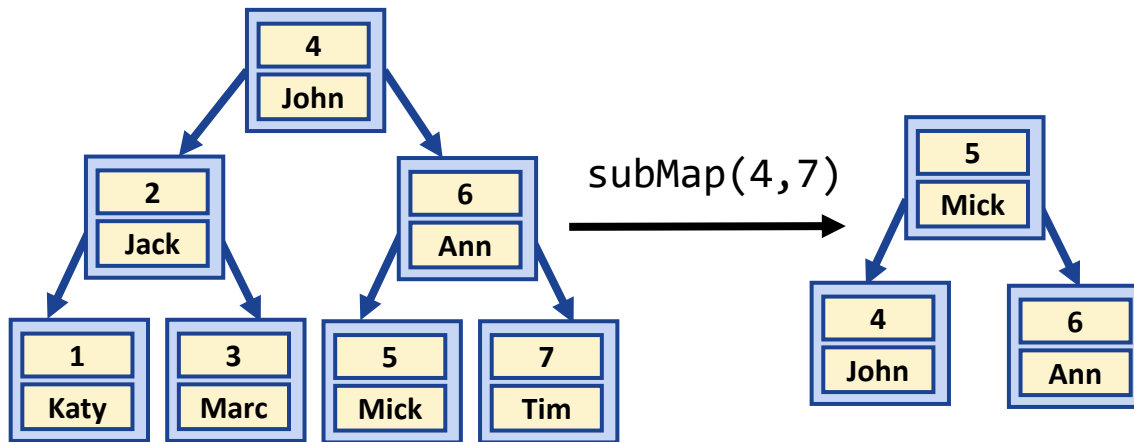 4
John
2
Jack
6
Ann
1
Katy
3
Marc
5
Mick
7
Tim
subMap(4,7)
5
Mick
4
John
6
Ann